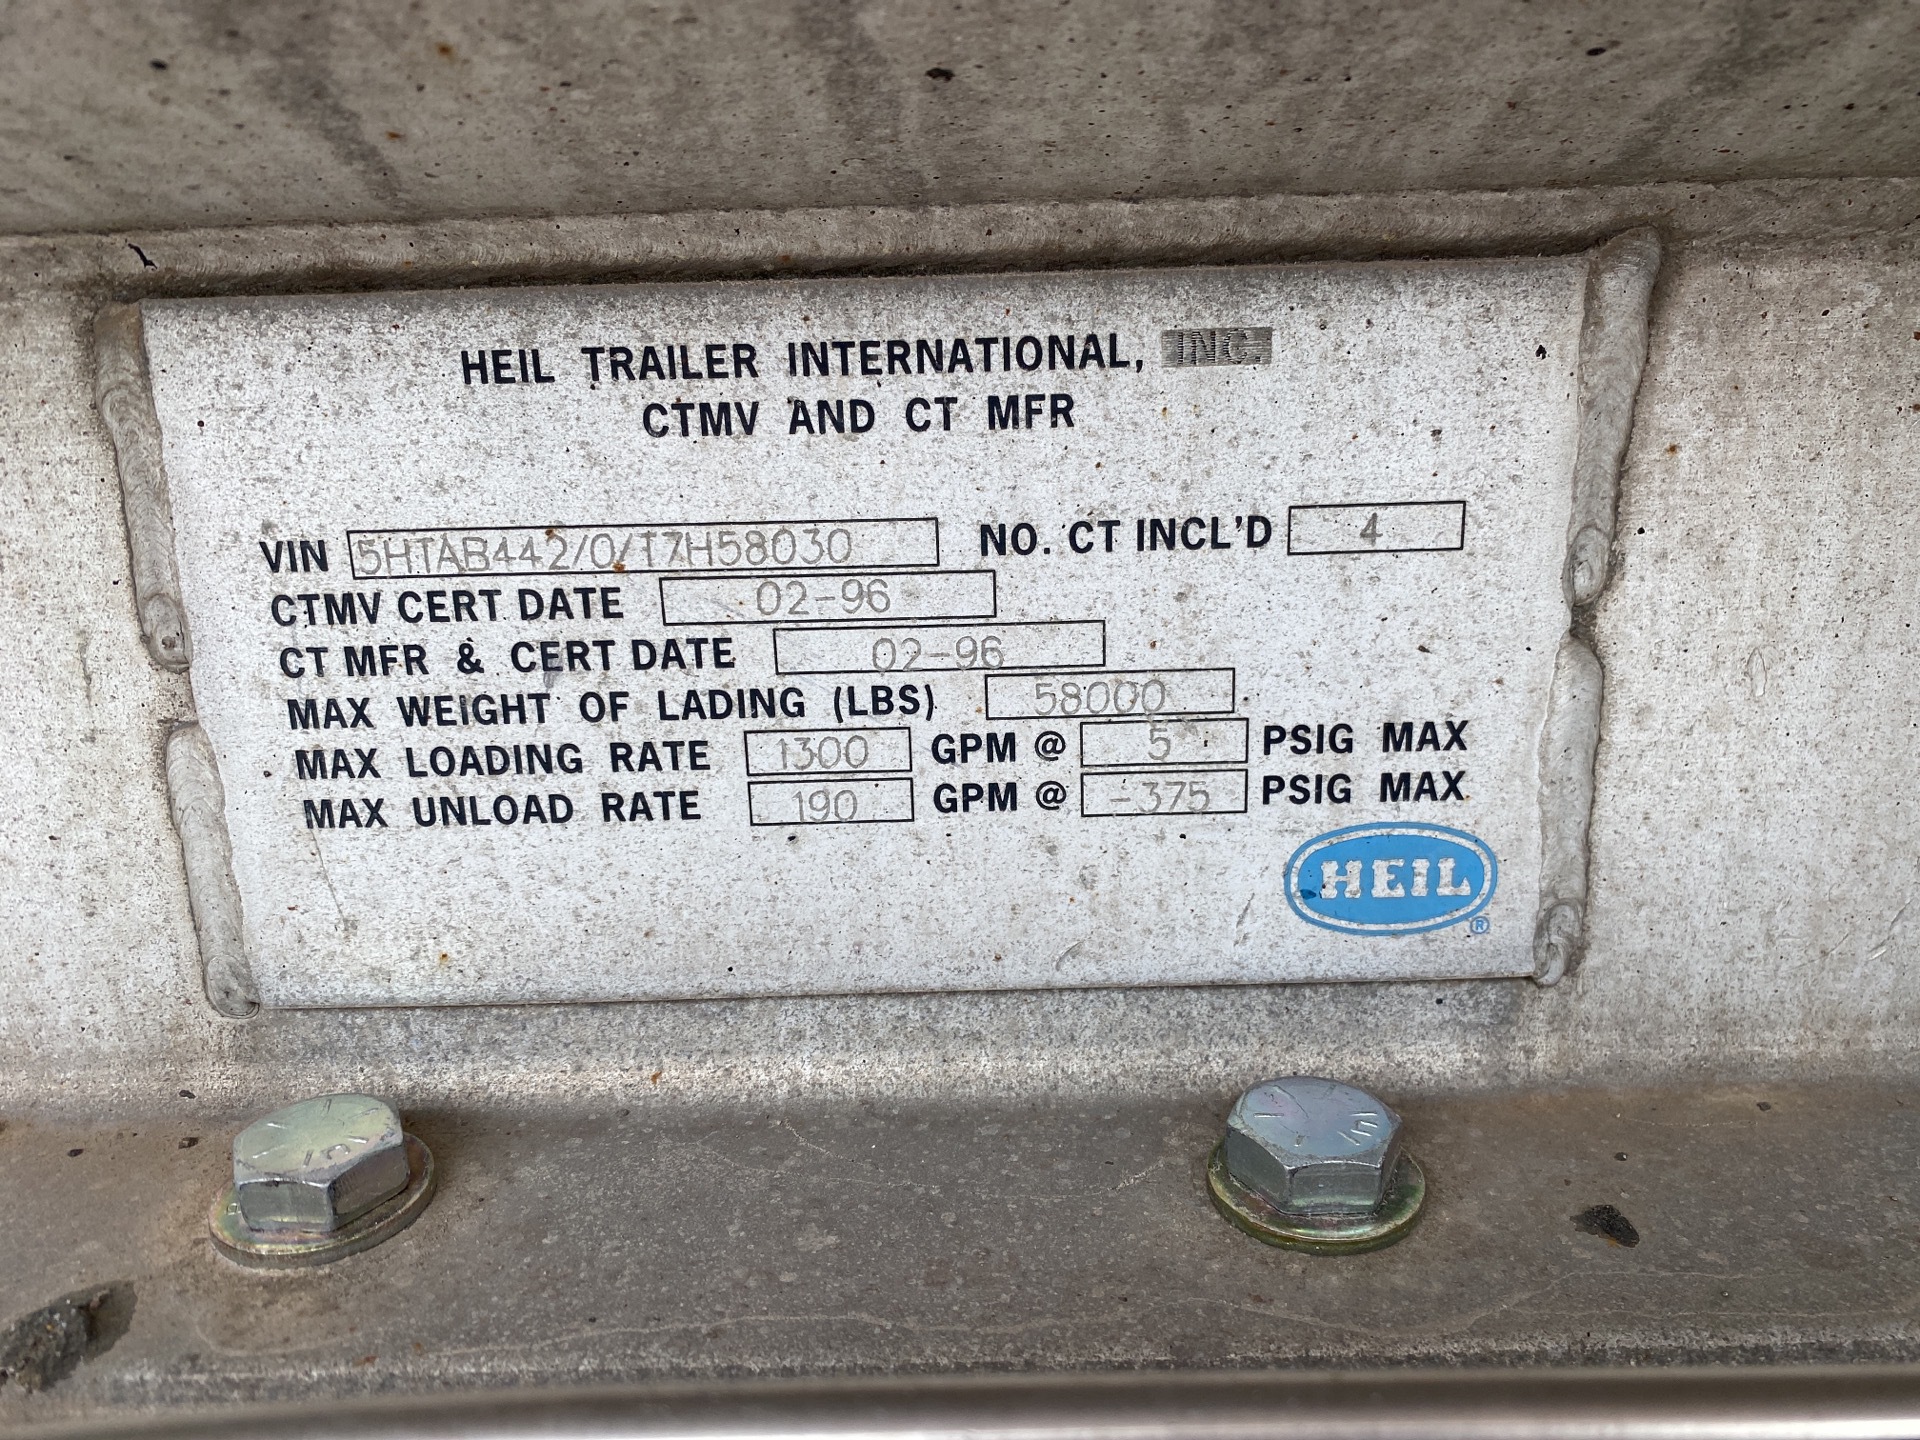 HEIL TRAILER INTERNATIONAL, INC.
CTMV AND CT MFR
VIN 5HTAB442/0/T7H58030 NO. CT INCL'D 4
CTMV CERT DATE 02-96
CT MFR & CERT DATE 02-96
MAX WEIGHT OF LADING (LBS) 58000
MAX LOADING RATE 1300 GPM @ 5 PSIG MAX
MAX UNLOAD RATE 190 GPM @ -375 PSIG MAX
HEIL ®